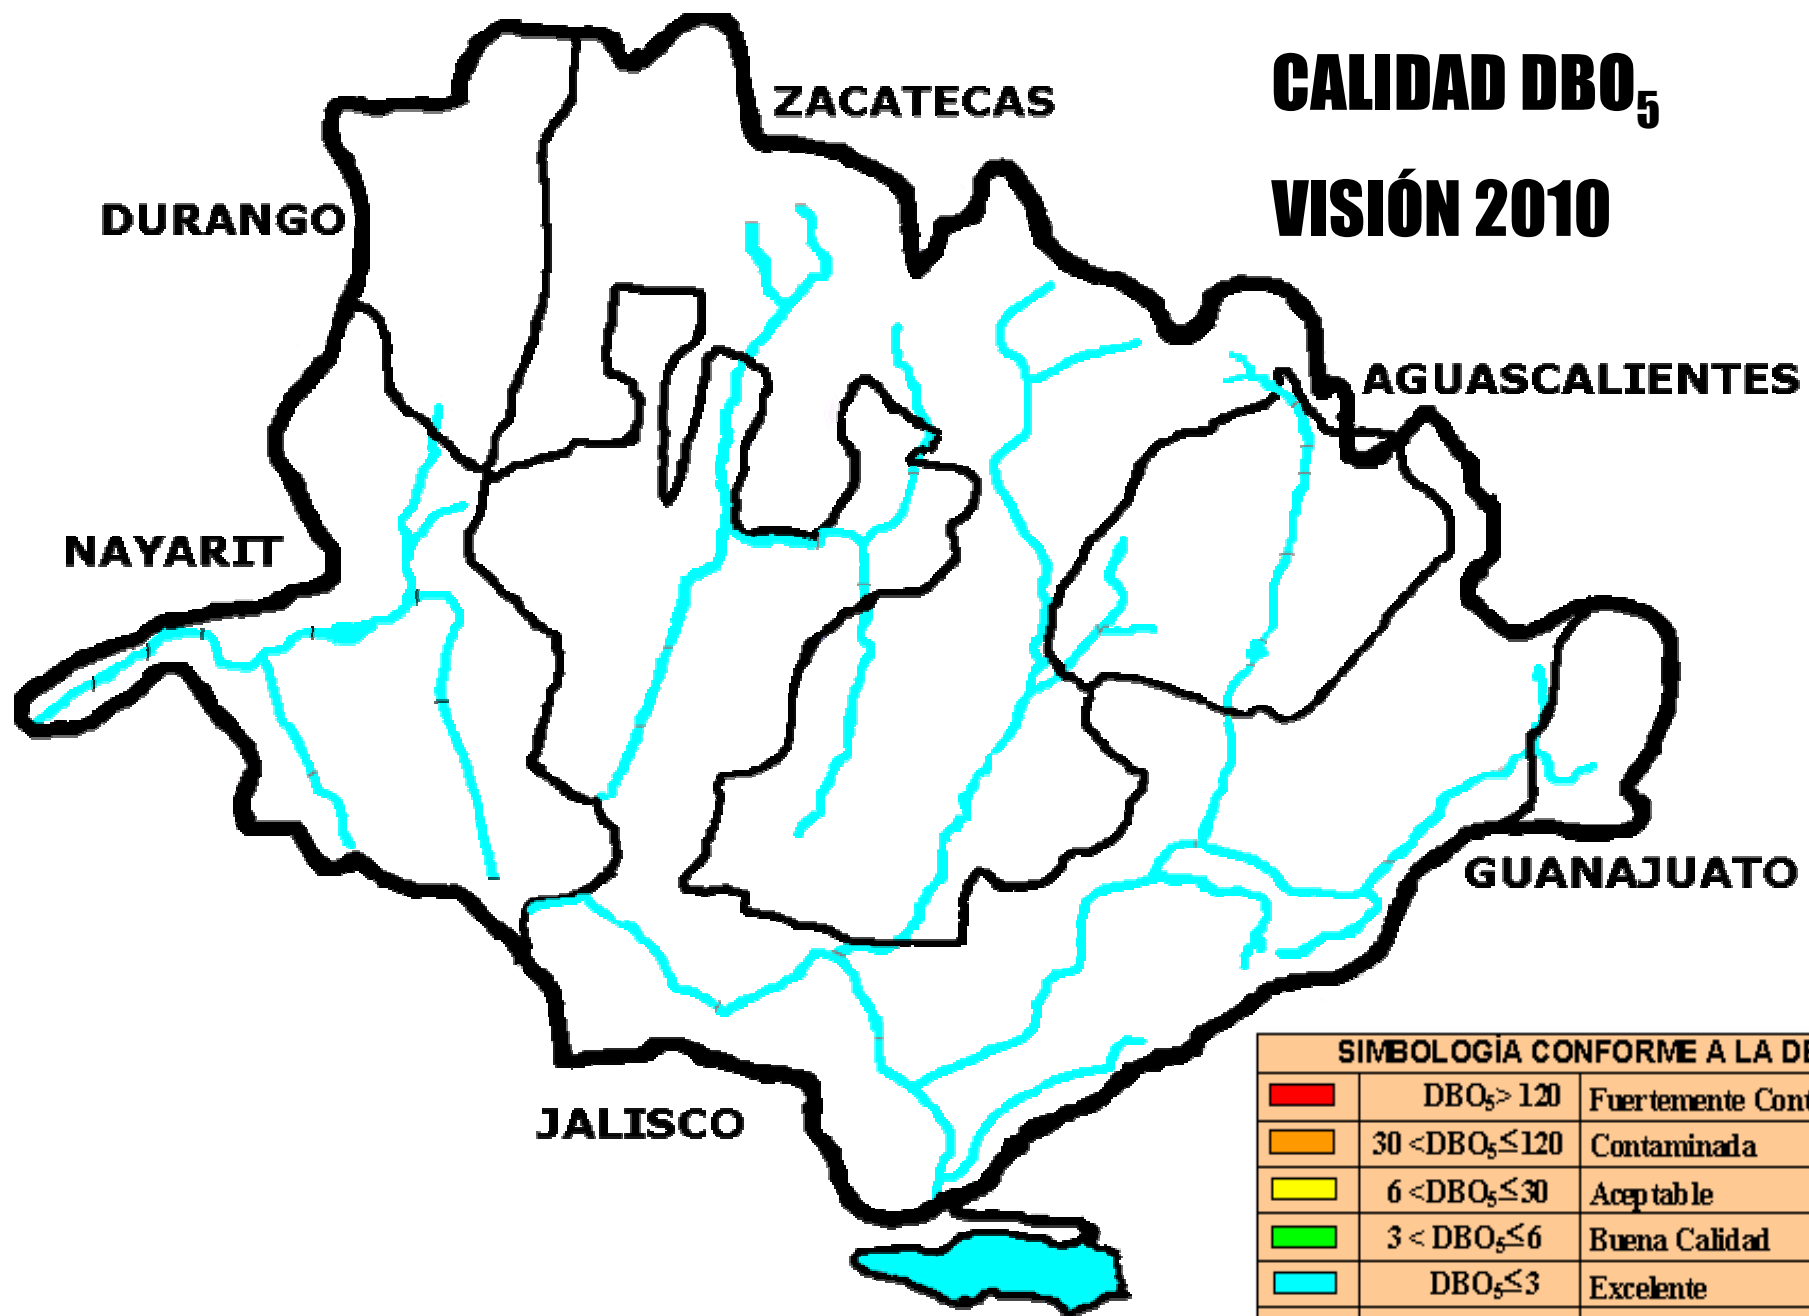 CALIDAD DBO₅
VISIÓN 2010
ZACATECAS
DURANGO
AGUASCALIENTES
NAYARIT
GUANAJUATO
JALISCO
SIMBOLOGÍA CONFORME A LA
DBO₅> 120 Fuertemente
30 <DBO₅≤120 Contaminada
6 <DBO₅≤30 Aceptable
3 < DBO₅≤6 Buena Calidad
DBO₅≤3 Excelente